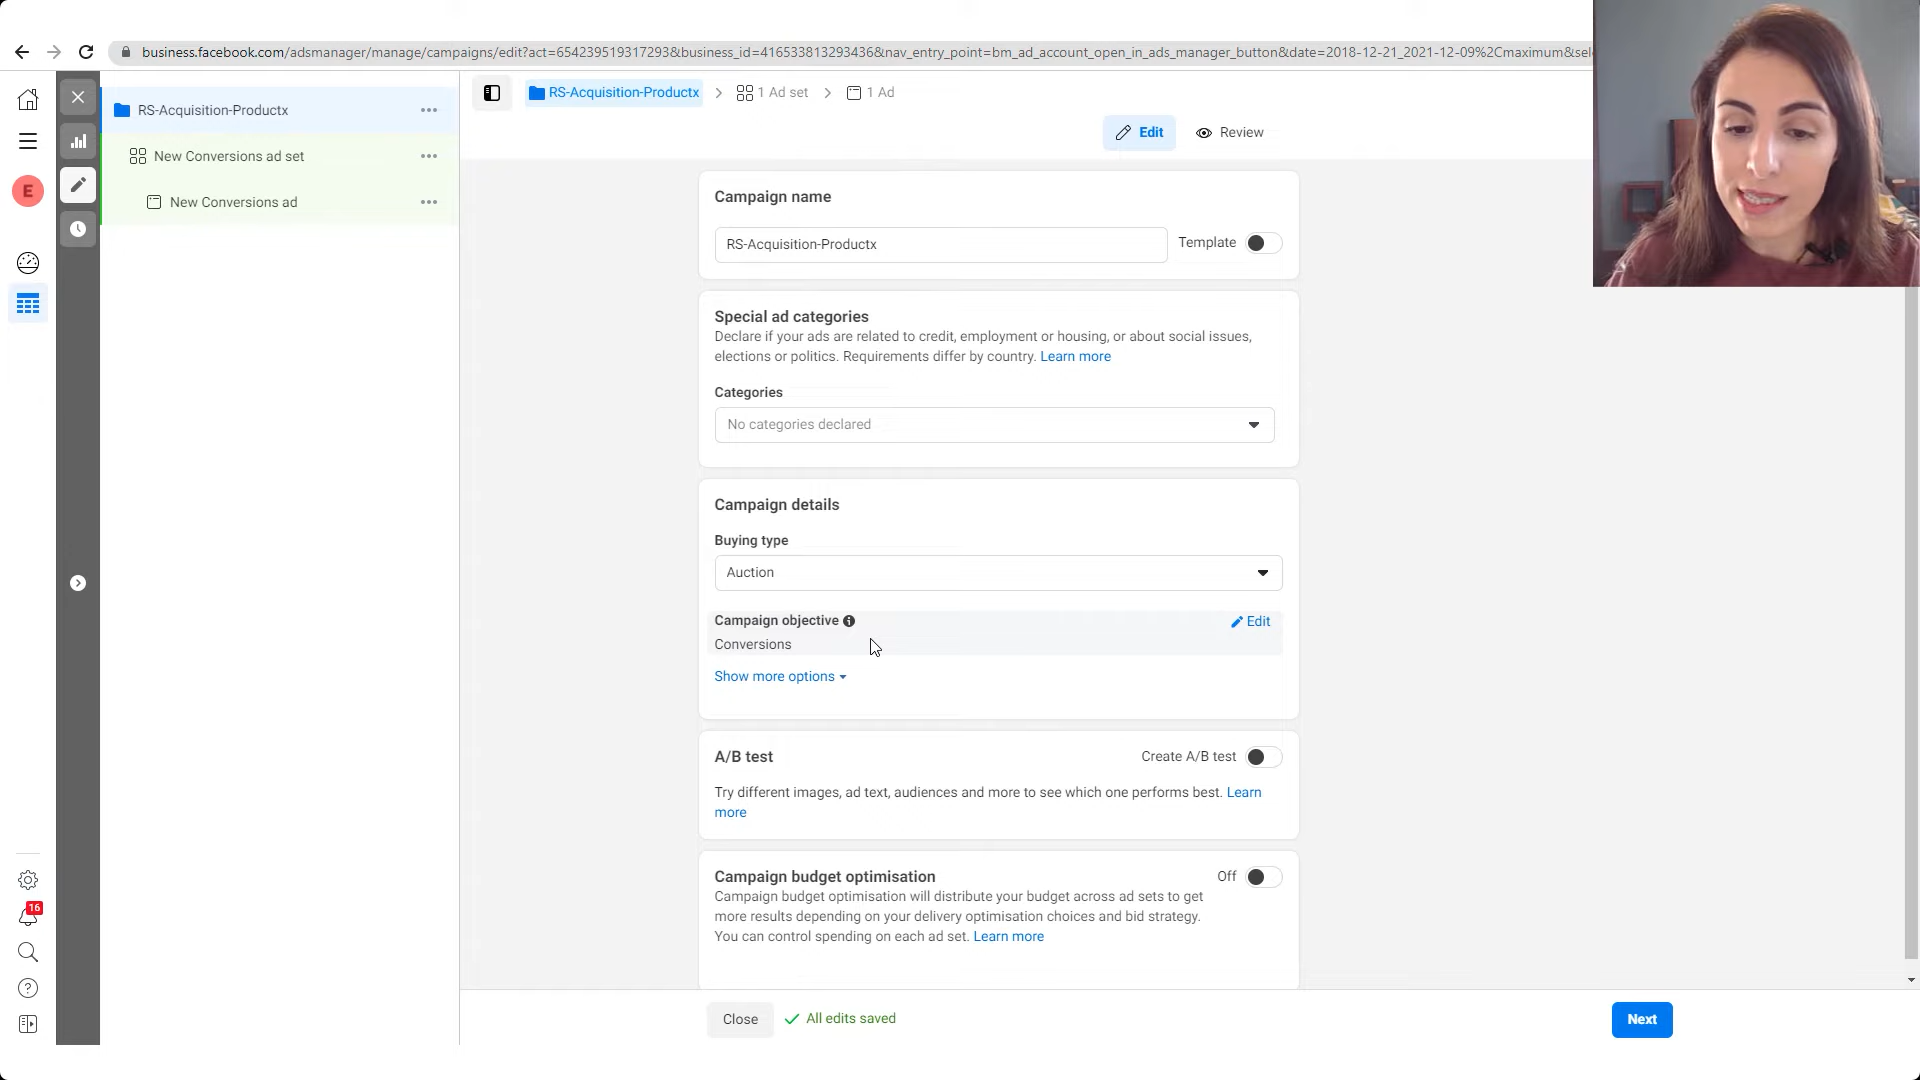 business.facebook.com/adsmanager/manage/campaigns/edit?act=654239519317293&business_id=416533813293436&nav_entry_point=bm_ad_account_open_in_ads_manager_button&date=2018-12-21_2021-12-09%2Cmaximum&sel
RS-Acquisition-Productx
New Conversions ad set
New Conversions ad
E
16
RS-Acquisition-Productx
1 Ad set
1 Ad
Edit
Review
Campaign name
RS-Acquisition-Productx
Template
Special ad categories
Declare if your ads are related to credit, employment or housing, or about social issues,
elections or politics. Requirements differ by country. Learn more
Categories
No categories declared
Campaign details
Buying type
Auction
Campaign objective
Edit
Conversions
Show more options
A/B test
Create A/B test
Try different images, ad text, audiences and more to see which one performs best. Learn
more
Campaign budget optimisation
Off
Campaign budget optimisation will distribute your budget across ad sets to get
more results depending on your delivery optimisation choices and bid strategy.
You can control spending on each ad set. Learn more
Close
All edits saved
Next